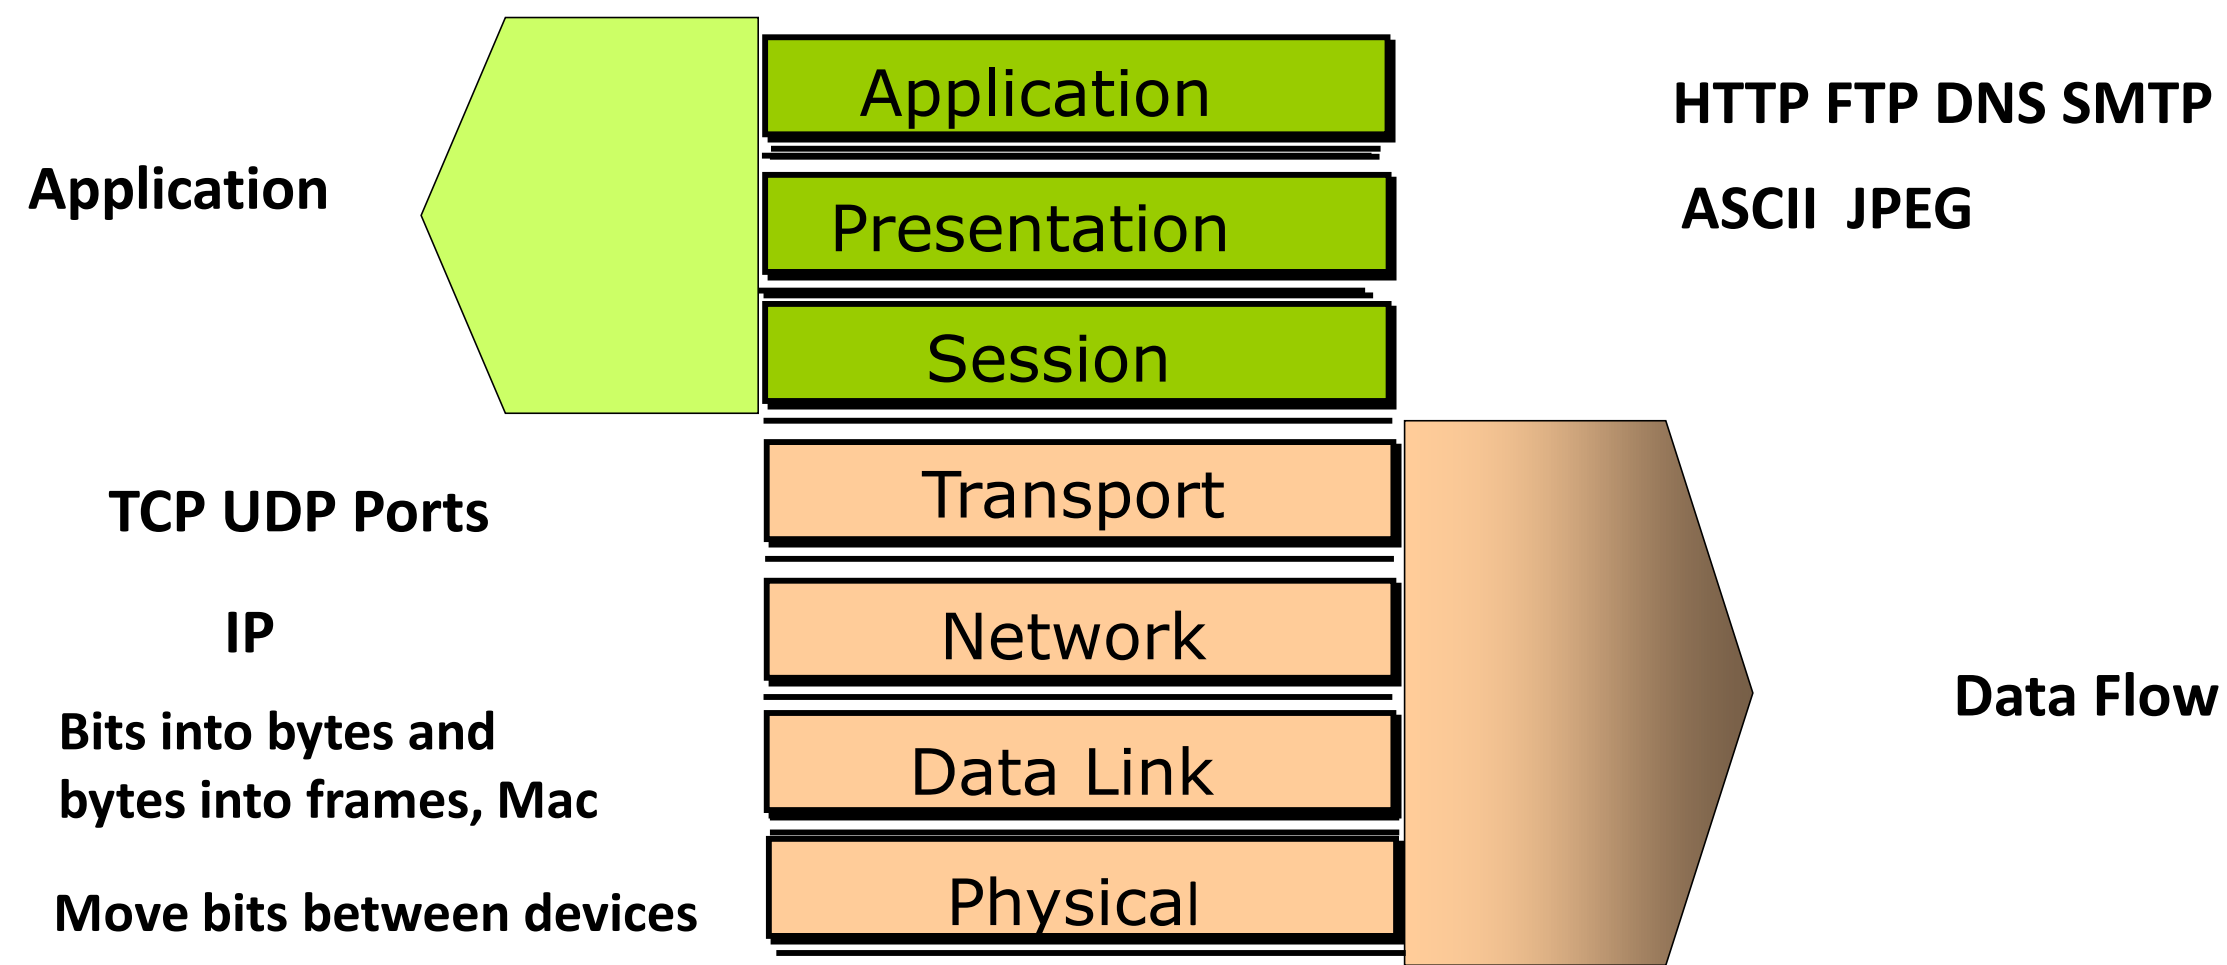 Application
HTTP FTP DNS SMTP
Application
Presentation
ASCII JPEG
Session
TCP UDP Ports
Transport
IP
Network
Data Flow
Bits into bytes and
bytes into frames, Mac
Data Link
Move bits between devices
Physical